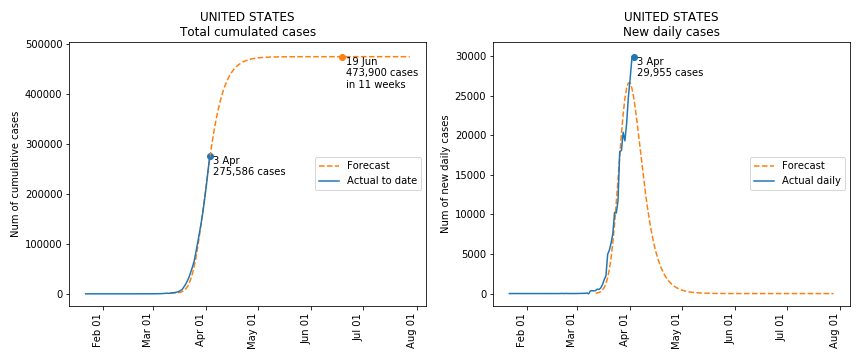 UNITED STATES
Total cumulated cases
Num of cumulative cases
500000
400000
300000
200000
100000
0
19 Jun
473,900 cases
in 11 weeks
3 Apr
275,586 cases
Forecast
Actual to date
Feb 01
Mar 01
Apr 01
May 01
Jun 01
Jul 01
Aug 01
UNITED STATES
New daily cases
Num of new daily cases
30000
25000
20000
15000
10000
5000
0
3 Apr
29,955 cases
Forecast
Actual daily
Feb 01
Mar 01
Apr 01
May 01
Jun 01
Jul 01
Aug 01